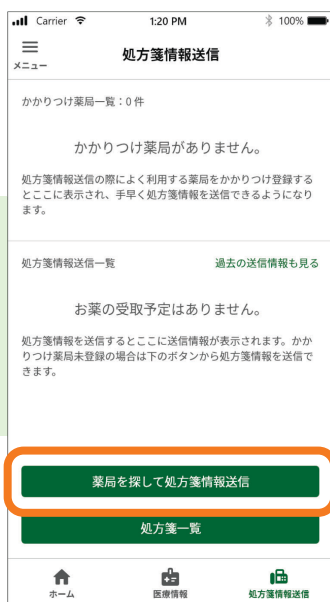 Carrier 1:20 PM 100%
メニュー
処方箋情報送信
かかりつけ薬局一覧：0 件
かかりつけ薬局がありません。
処方箋情報送信の際によく利用する薬局をかかりつけ登録する
とここに表示され、手早く処方箋情報を送信できるようになり
ます。
処方箋情報送信一覧 過去の送信情報も見る
お薬の受取予定はありません。
処方箋情報を送信するとここに送信情報が表示されます。かか
りつけ薬局未登録の場合は下のボタンから処方箋情報を送信で
きます。
薬局を探して処方箋情報送信
処方箋一覧
ホーム 医療情報 処方箋情報送信